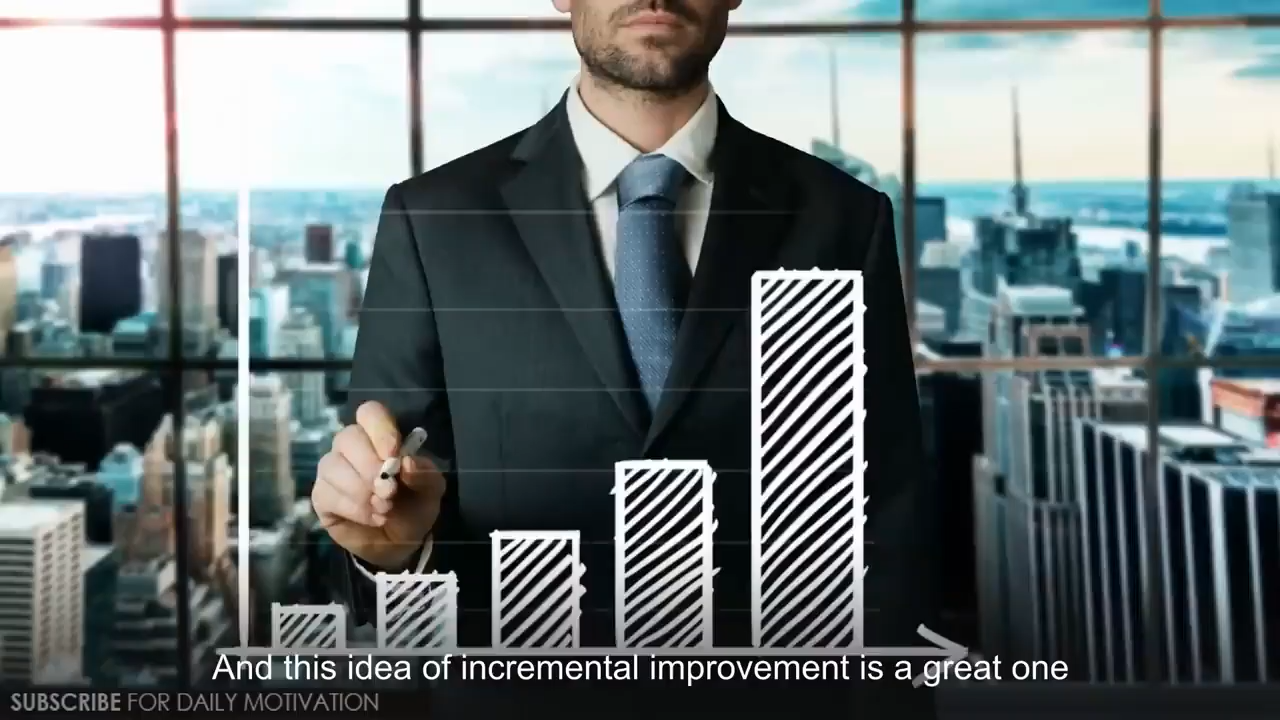 And this idea of incremental improvement is a great one
SUBSCRIBE FOR DAILY MOTIVATION